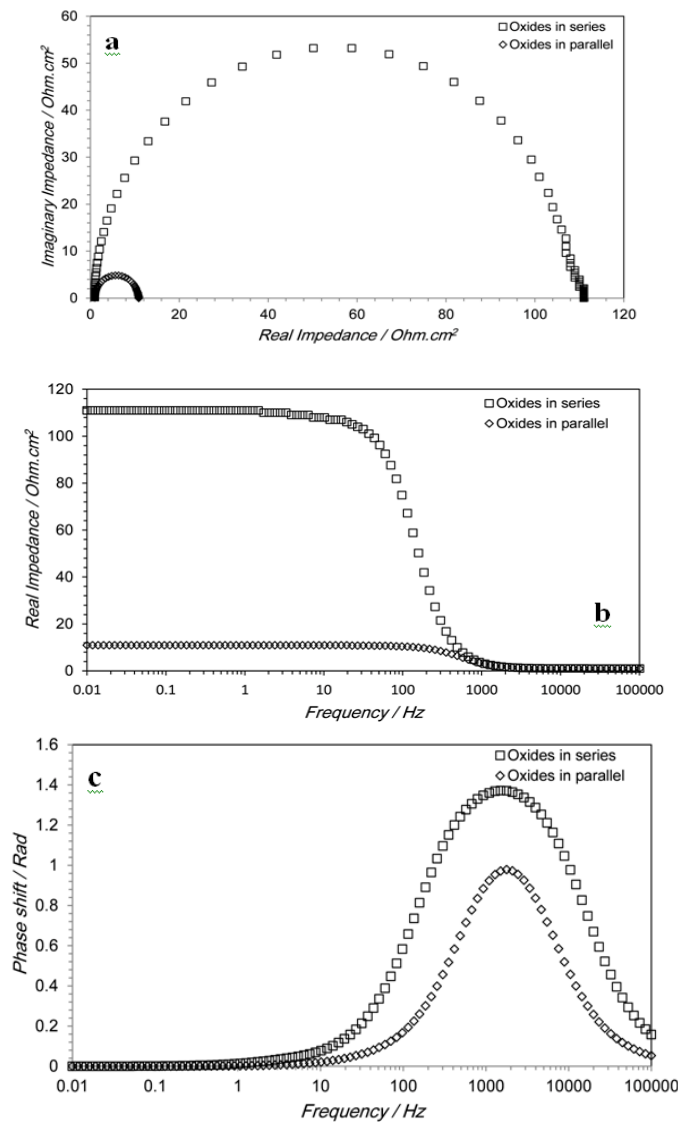 60
50
40
30
20
10
0
Imaginary Impedance / Ohm.cm²
a
Oxides in series
Oxides in parallel
0 20 40 60 80 100 120
Real Impedance / Ohm.cm²
120
100
80
60
40
20
0
Real Impedance / Ohm.cm²
Oxides in series
Oxides in parallel
b
0.01 0.1 1 10 100 1000 10000 100000
Frequency / Hz
1.6
1.4
1.2
1
0.8
0.6
0.4
0.2
0
Phase shift / Rad
c
Oxides in series
Oxides in parallel
0.01 0.1 1 10 100 1000 10000 100000
Frequency / Hz